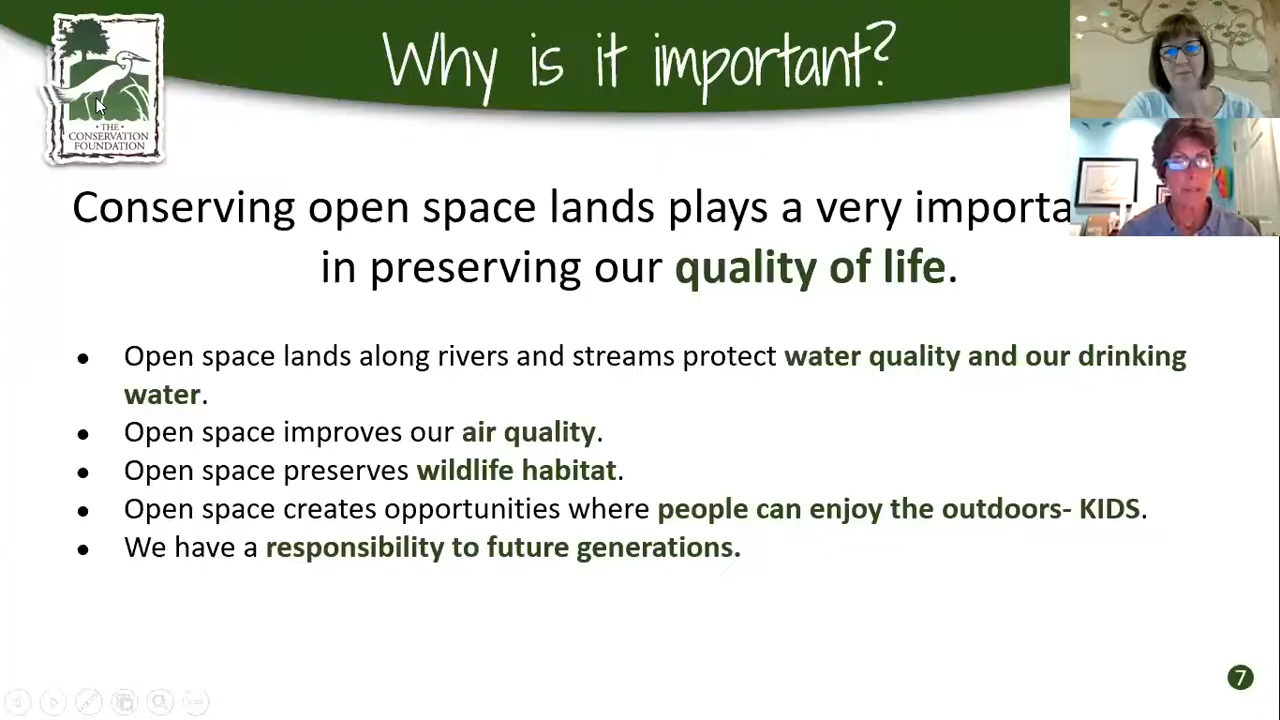 Why is it important?
• THE •
CONSERVATION
FOUNDATION
Conserving open space lands plays a very importa
in preserving our quality of life.
• Open space lands along rivers and streams protect water quality and our drinking
water.
• Open space improves our air quality.
• Open space preserves wildlife habitat.
• Open space creates opportunities where people can enjoy the outdoors- KIDS.
• We have a responsibility to future generations.
7